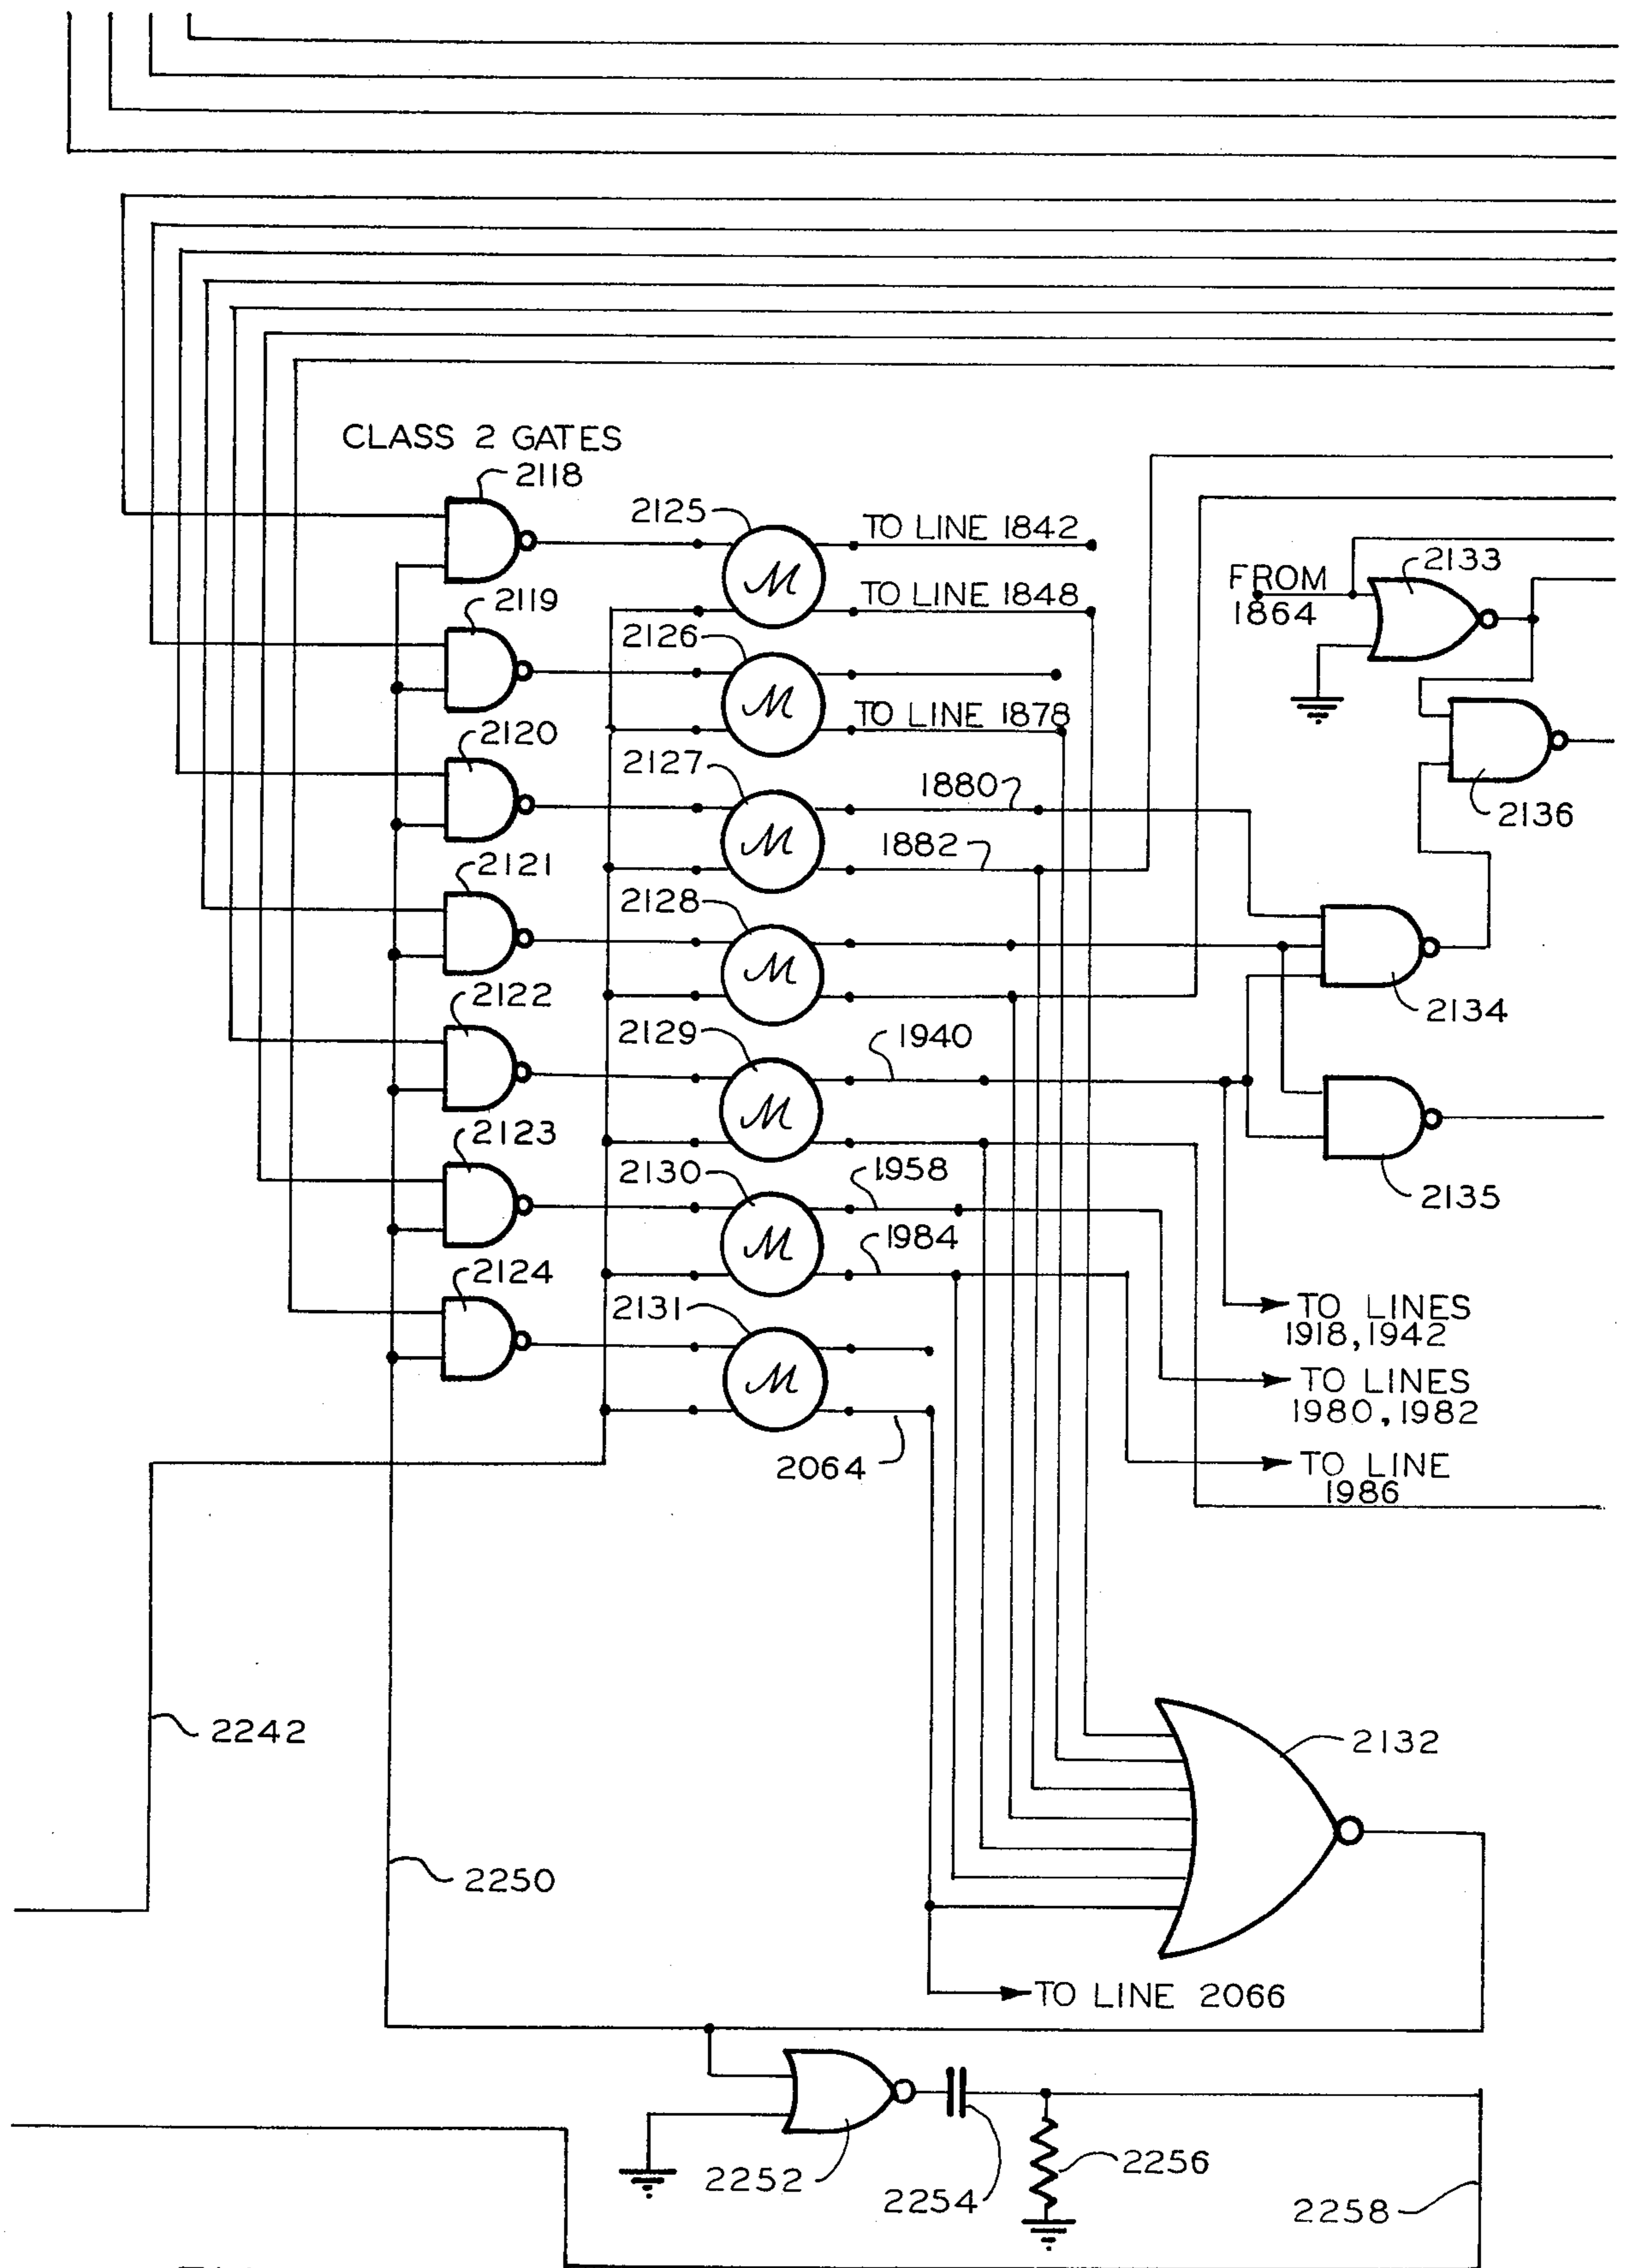 CLASS 2 GATES
2118
2125
TO LINE 1842
2133
FROM
1864
2119
TO LINE 1848
2126
M
TO LINE 1878
M
2120
2127
1880
2136
1882
M
2121
2128
M
2134
2122
2129
1940
M
2123
2130
1958
2135
1984
M
2124
2131
TO LINES
1918, 1942
M
TO LINES
1980, 1982
2064
TO LINE
1986
2242
2132
2250
TO LINE 2066
2252
2254
2256
2258